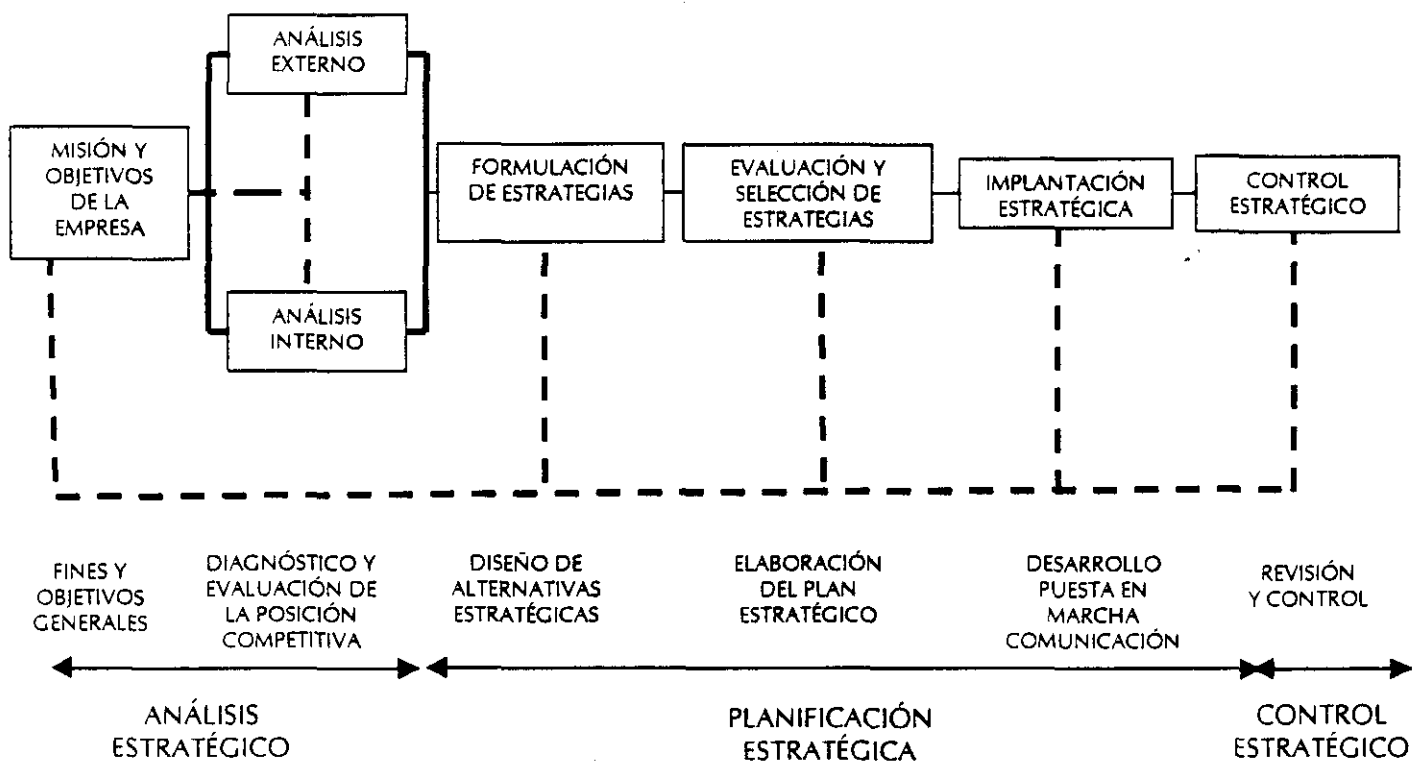 ANÁLISIS
EXTERNO
MISIÓN Y
OBJETIVOS
DE LA
EMPRESA
ANÁLISIS
INTERNO
FORMULACIÓN
DE ESTRATEGIAS
EVALUACIÓN Y
SELECCIÓN DE
ESTRATEGIAS
IMPLANTACIÓN
ESTRATÉGICA
CONTROL
ESTRATÉGICO
FINES Y
OBJETIVOS
GENERALES
DIAGNÓSTICO Y
EVALUACIÓN DE
LA POSICIÓN
COMPETITIVA
DISEÑO DE
ALTERNATIVAS
ESTRATÉGICAS
ELABORACIÓN
DEL PLAN
ESTRATÉGICO
DESARROLLO
PUESTA EN
MARCHA
COMUNICACIÓN
REVISIÓN
Y CONTROL
ANÁLISIS
ESTRATÉGICO
PLANIFICACIÓN
ESTRATÉGICA
CONTROL
ESTRATÉGICO